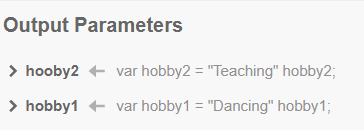 Output Parameters
hooby2 var hobby2 = "Teaching" hobby2;
hobby1 var hobby1 = "Dancing" hobby1;